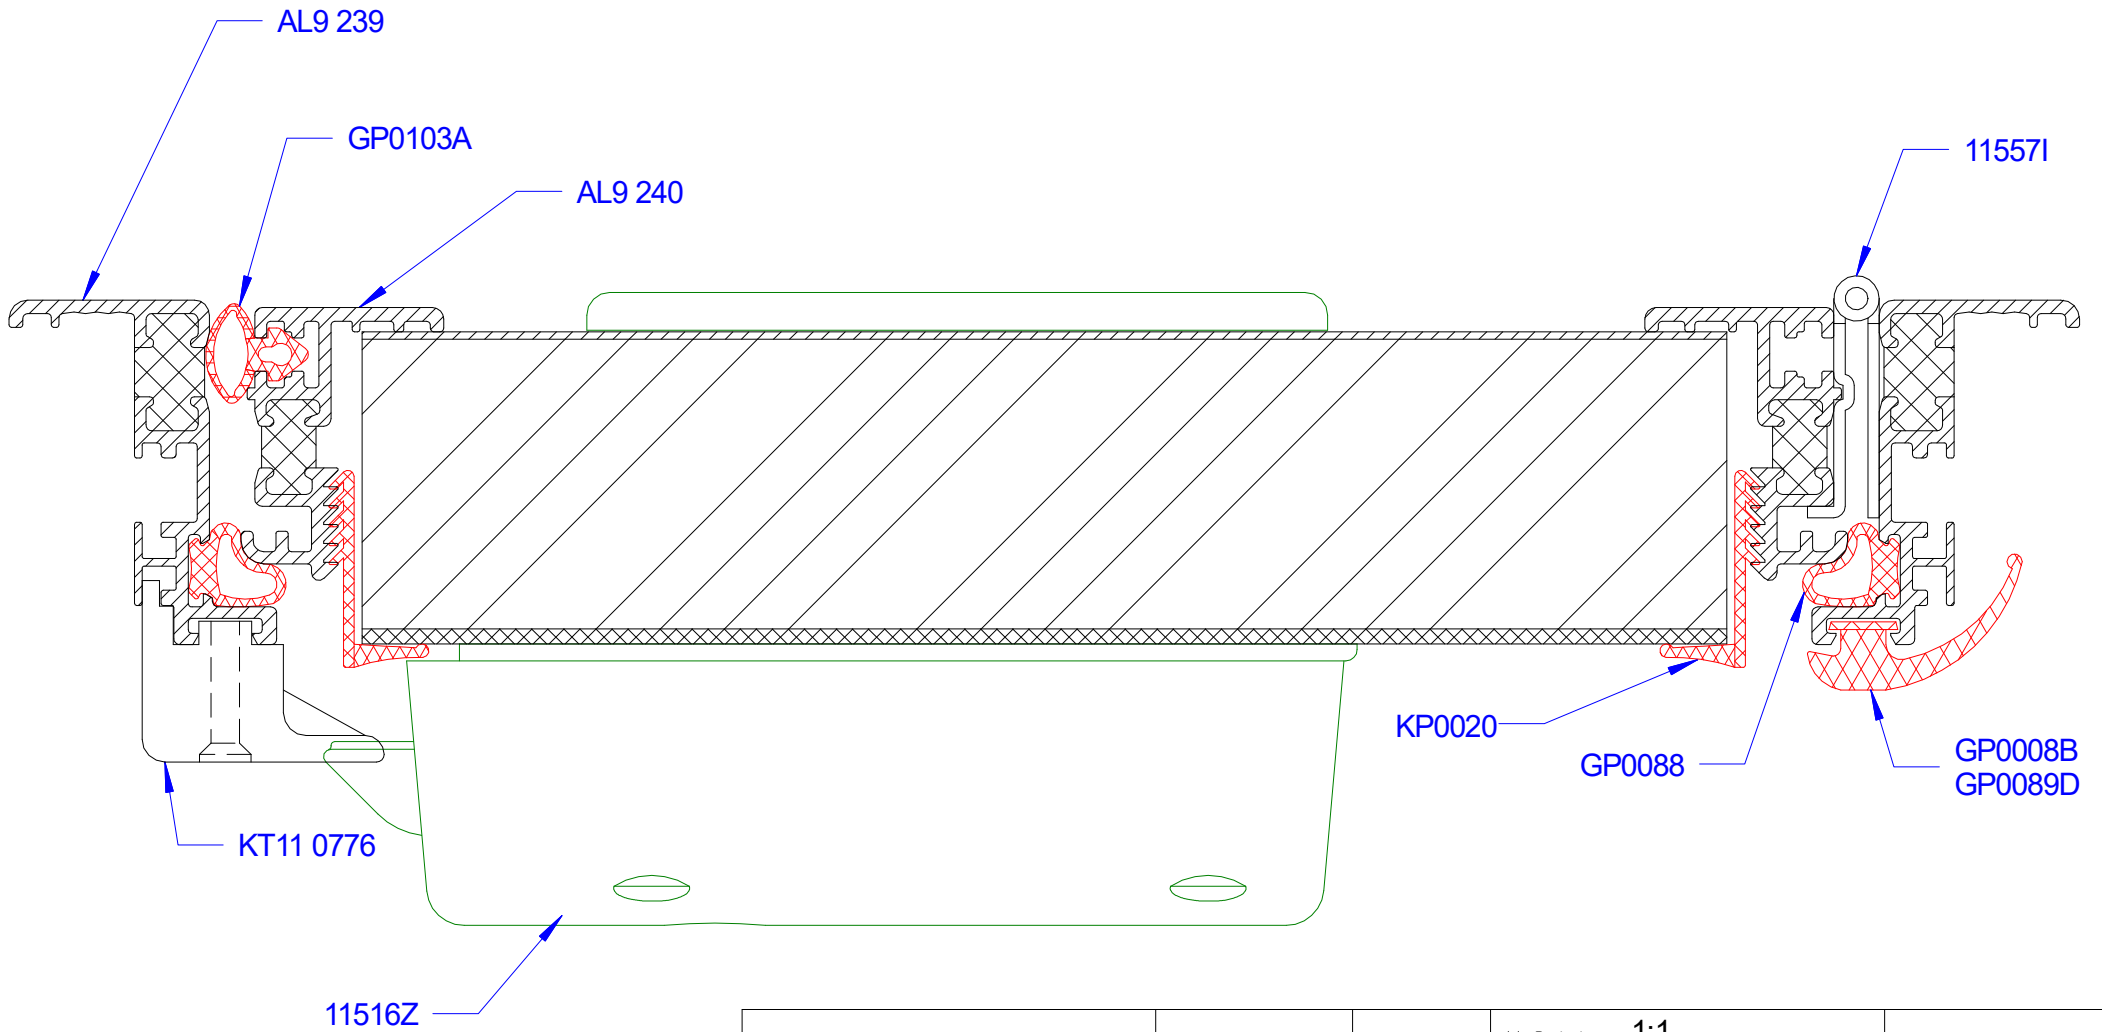 AL9 239
GP0103A
11557I
AL9 240
KP0020
GP0088
GP0008B
GP0089D
KT11 0776
11516Z
1:1